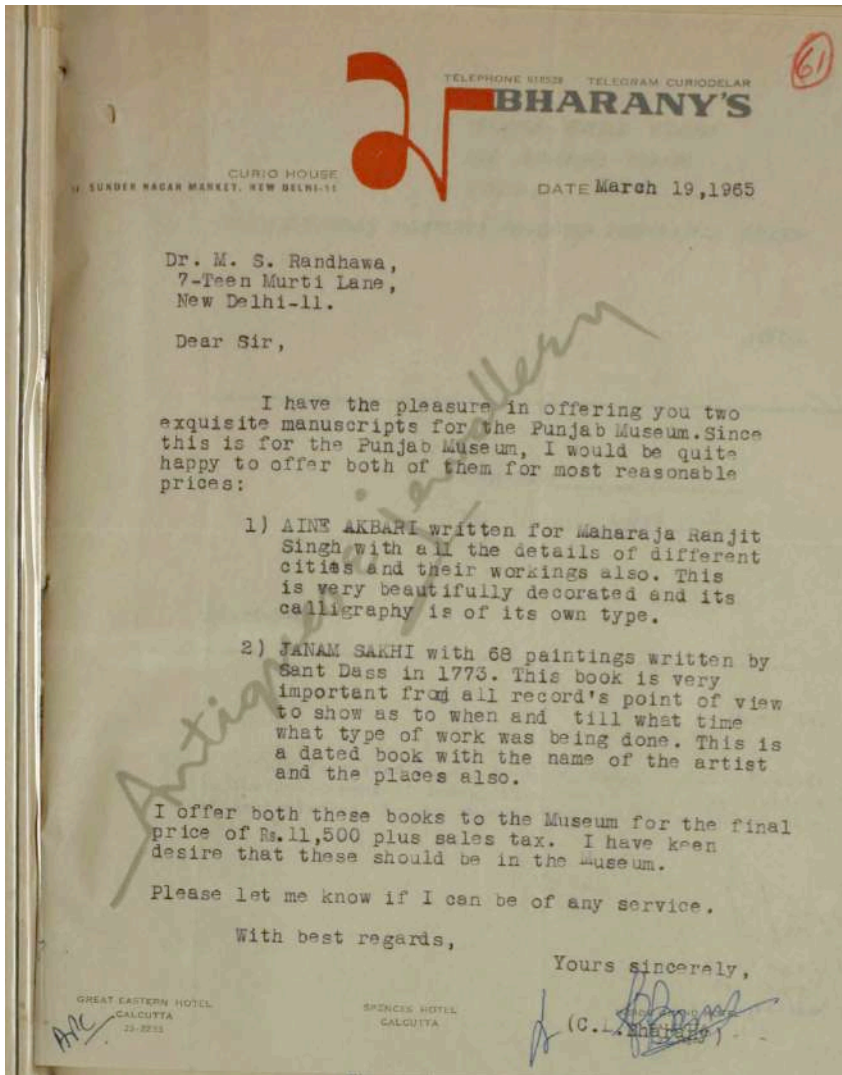 61
TELEPHONE 618528 TELEGRAM CURIODELAR
BHARANY'S
CURIO HOUSE
SUNDER NAGAR MARKET, NEW DELHI-11
DATE March 19,1965
Dr. M. S. Randhawa,
7-Teen Murti Lane,
New Delhi-11.
Dear Sir,
I have the pleasure in offering you two
exquisite manuscripts for the Punjab Museum.Since
this is for the Punjab Museum, I would be quite
happy to offer both of them for most reasonable
prices:
1) AINE AKBARI written for Maharaja Ranjit
Singh with all the details of different
cities and their workings also. This
is very beautifully decorated and its
calligraphy is of its own type.
2) JANAM SAKHI with 68 paintings written by
Sant Dass in 1773. This book is very
important from all record's point of view
to show as to when and till what time
what type of work was being done. This is
a dated book with the name of the artist
and the places also.
I offer both these books to the Museum for the final
price of Rs.11,500 plus sales tax. I have keen
desire that these should be in the Museum.
Please let me know if I can be of any service.
With best regards,
Yours sincerely,
(C.L.Bharany)
GREAT EASTERN HOTEL
CALCUTTA
SPENCES HOTEL
CALCUTTA
Antiques & Jewellery